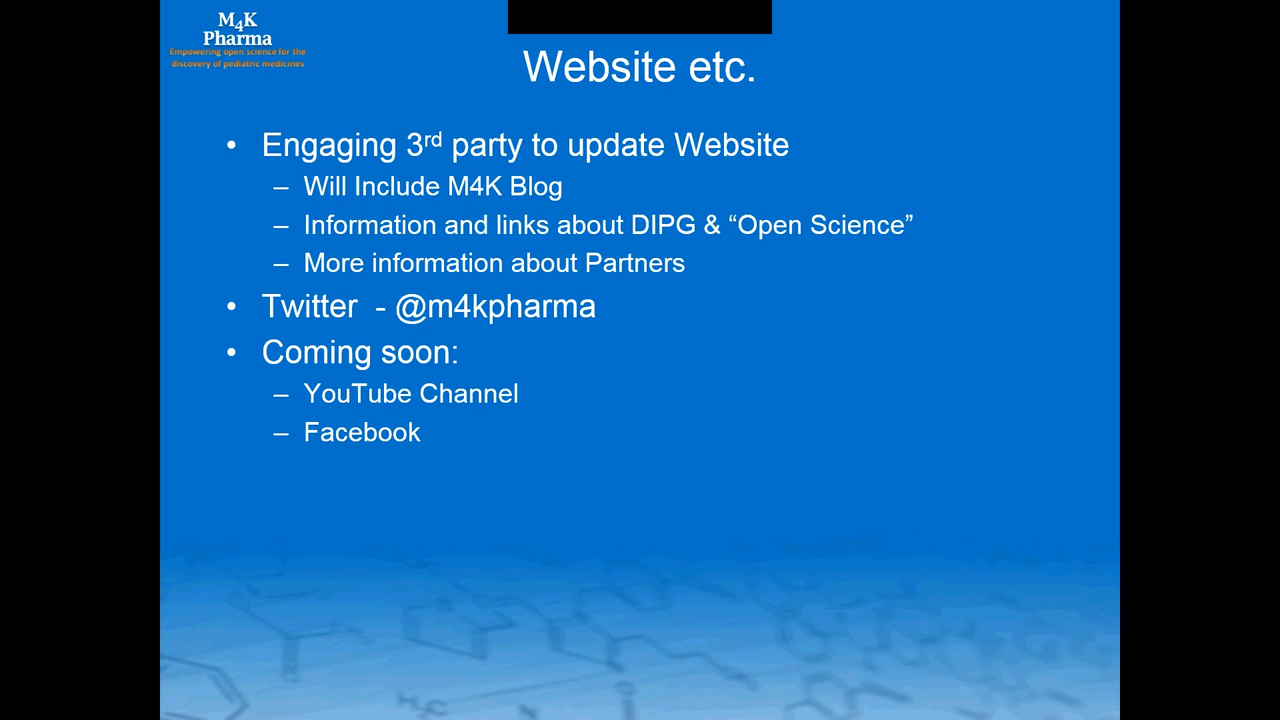 M4K
Pharma
Empowering open science for the
discovery of pediatric medicines
Website etc.
• Engaging 3rd party to update Website
– Will Include M4K Blog
– Information and links about DIPG & “Open Science”
– More information about Partners
• Twitter - @m4kpharma
• Coming soon:
– YouTube Channel
– Facebook
H₃C
N
O